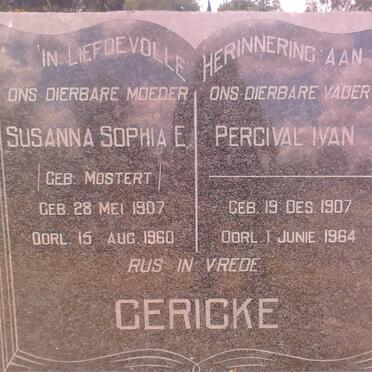 'IN LIEFDEVOLLE HERINNERING AAN
ONS DIERBARE MOEDER
SUSANNA SOPHIA E.
(GEB. MOSTERT)
GEB. 28 MEI 1907
OORL. 15 AUG. 1960
ONS DIERBARE VADER
PERCIVAL IVAN
GEB. 19 DES. 1907
OORL. 1 JUNIE 1964
RUS IN VREDE
GERICKE